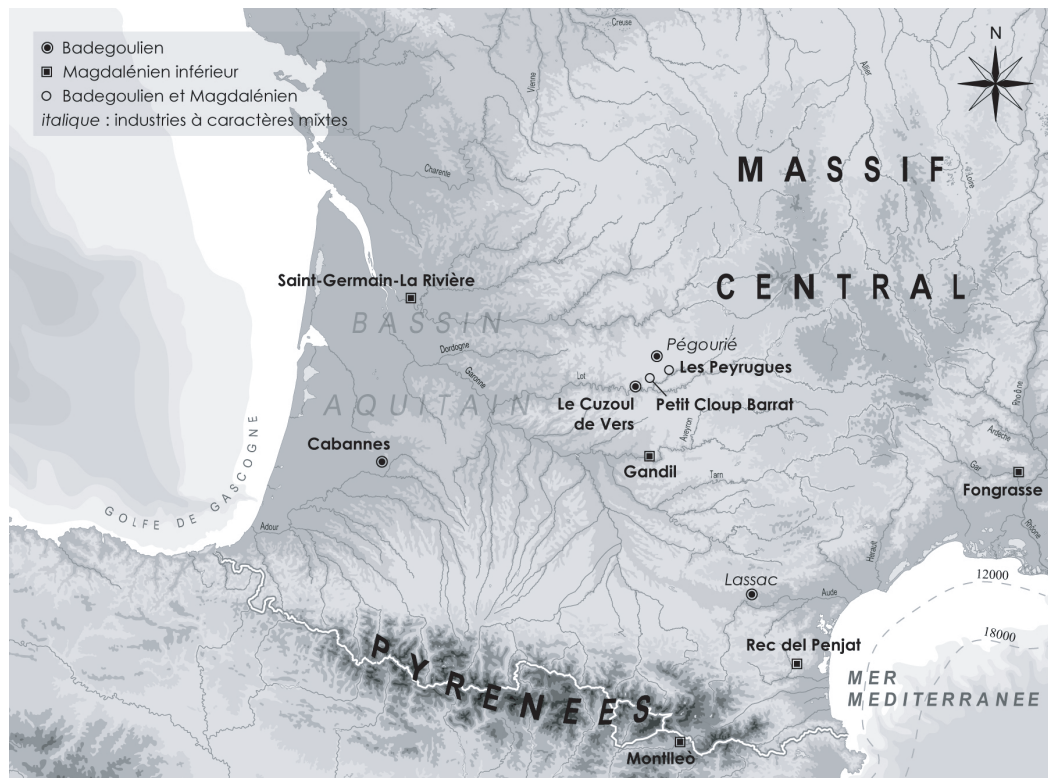 Badegoulien
Magdalénien inférieur
Badegoulien et Magdalénien
italique : industries à caractères mixtes
N
Creuse
Vienne
Allier
Loire
Charente
MASSIF
CENTRAL
Saint-Germain-La Rivière
BASSIN
Dordogne
Garonne
Pégourié
Les Peyrugues
Lot
AQUITAIN
Le Cuzoul
de Vers
Petit Cloup Barrat
Rhône
Aveyron
Ardèche
Cabannes
Gandil
Tarn
Gar
Fongrasse
GOLFE DE GASCOGNE
Adour
Hérault
Rhône
Lassac
Aude
12000
18000
Rec del Penjat
PYRENEES
MER
MEDITERRANEE
Montlleò